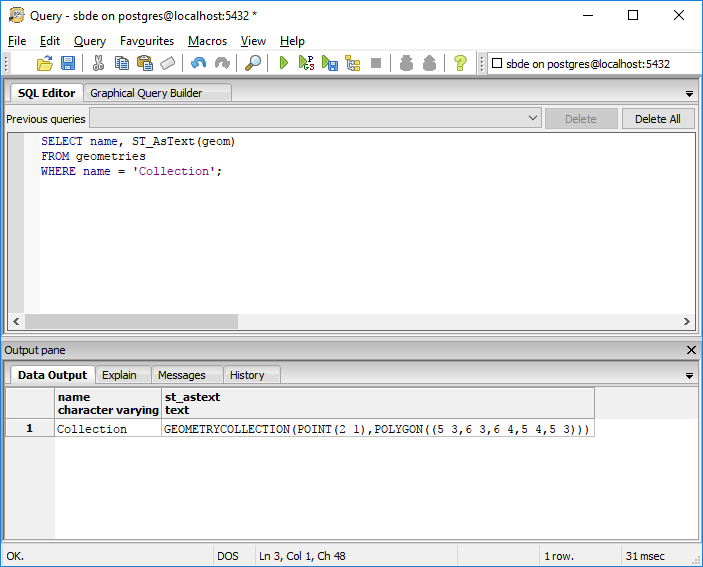 Query - sbde on postgres@localhost:5432 *
File Edit Query Favourites Macros View Help
sbde on postgres@localhost:5432
SQL Editor Graphical Query Builder
Previous queries Delete Delete All
SELECT name, ST_AsText(geom)
FROM geometries
WHERE name = 'Collection';
Output pane
Data Output Explain Messages History
name st_astext
character varying text
1 Collection GEOMETRYCOLLECTION(POINT(2 1),POLYGON((5 3,6 3,6 4,5 4,5 3)))
OK. DOS Ln 3, Col 1, Ch 48 1 row. 31 msec